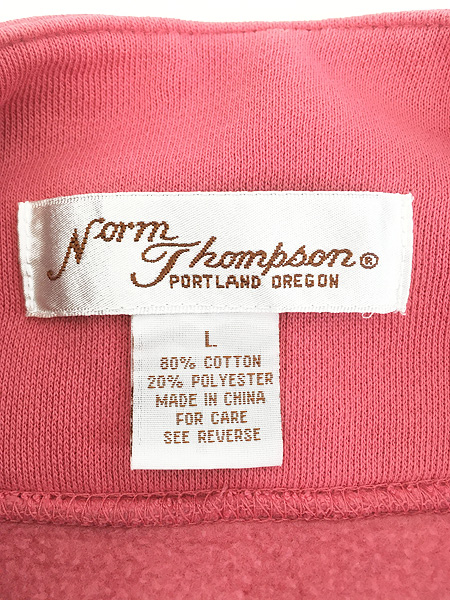 Norm
Thompson®
PORTLAND OREGON
L
80% COTTON
20% POLYESTER
MADE IN CHINA
FOR CARE
SEE REVERSE